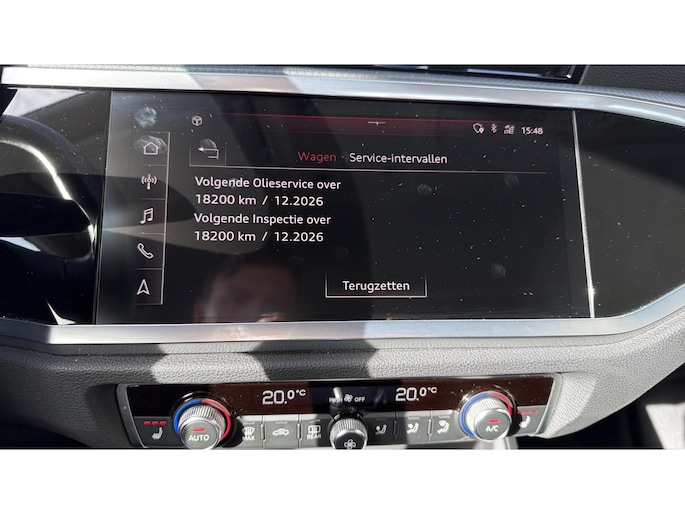 15:48
Wagen · Service-intervallen
Volgende Olieservice over
18200 km / 12.2026
Volgende Inspectie over
18200 km / 12.2026
Terugzetten
20.0°C
PUSH OFF
20.0°C
AUTO
MAX
REAR
A/C